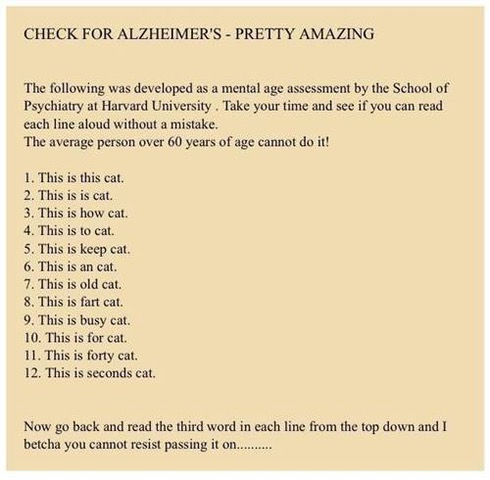 CHECK FOR ALZHEIMER'S - PRETTY AMAZING
The following was developed as a mental age assessment by the School of
Psychiatry at Harvard University . Take your time and see if you can read
each line aloud without a mistake.
The average person over 60 years of age cannot do it!
1. This is this cat.
2. This is is cat.
3. This is how cat.
4. This is to cat.
5. This is keep cat.
6. This is an cat.
7. This is old cat.
8. This is fart cat.
9. This is busy cat.
10. This is for cat.
11. This is forty cat.
12. This is seconds cat.
Now go back and read the third word in each line from the top down and I
betcha you cannot resist passing it on..........